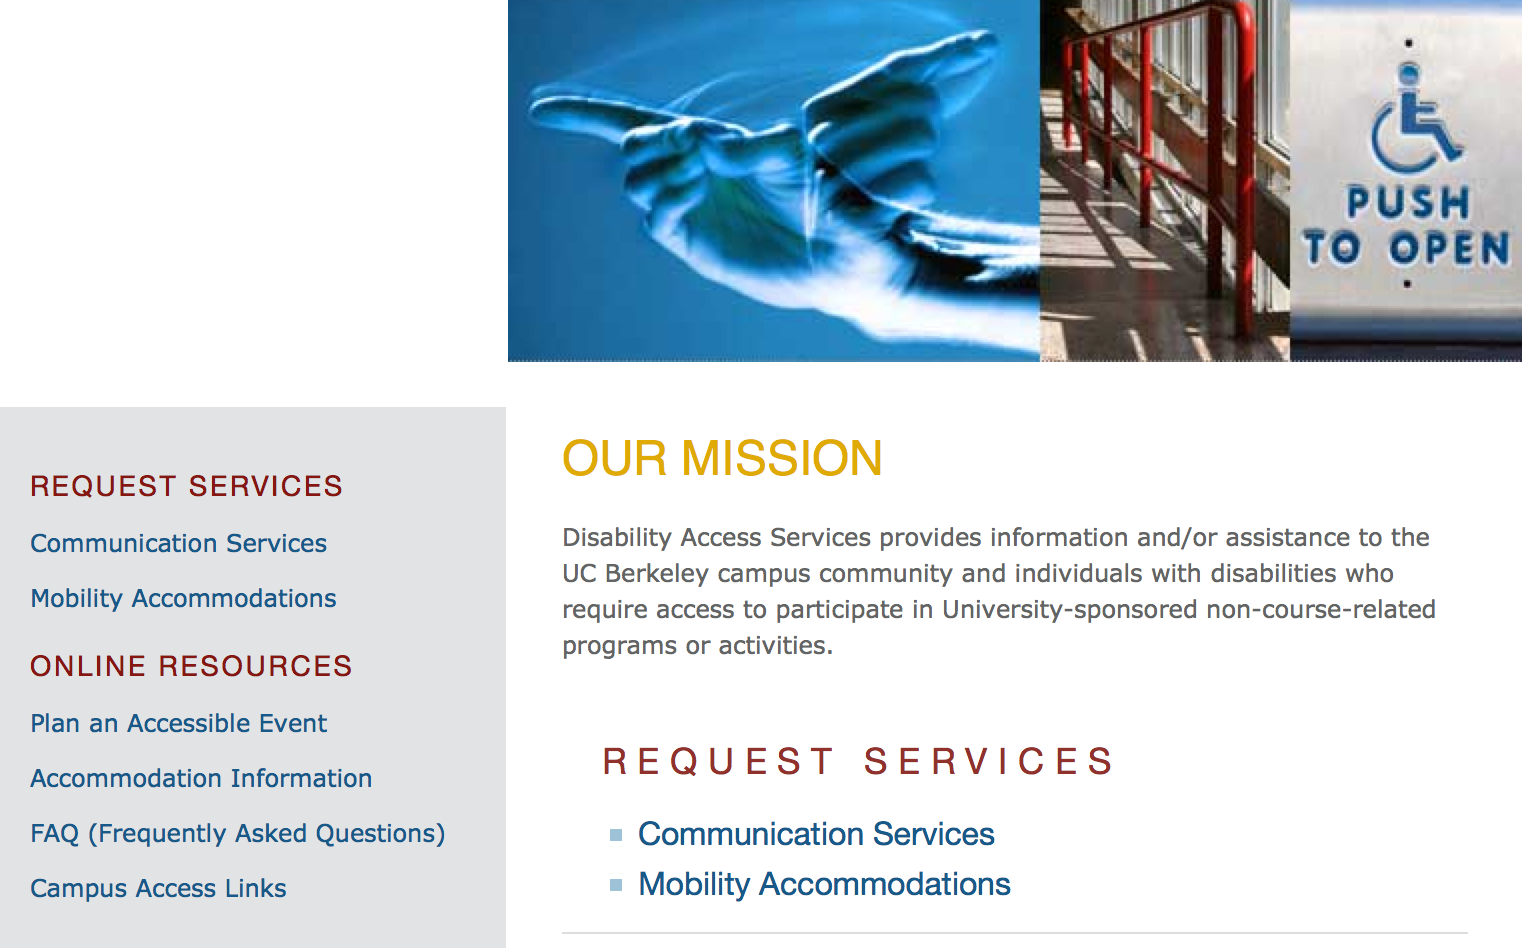 PUSH
TO OPEN
REQUEST SERVICES
Communication Services
Mobility Accommodations
ONLINE RESOURCES
Plan an Accessible Event
Accommodation Information
FAQ (Frequently Asked Questions)
Campus Access Links
OUR MISSION
Disability Access Services provides information and/or assistance to the
UC Berkeley campus community and individuals with disabilities who
require access to participate in University-sponsored non-course-related
programs or activities.
REQUEST SERVICES
Communication Services
Mobility Accommodations